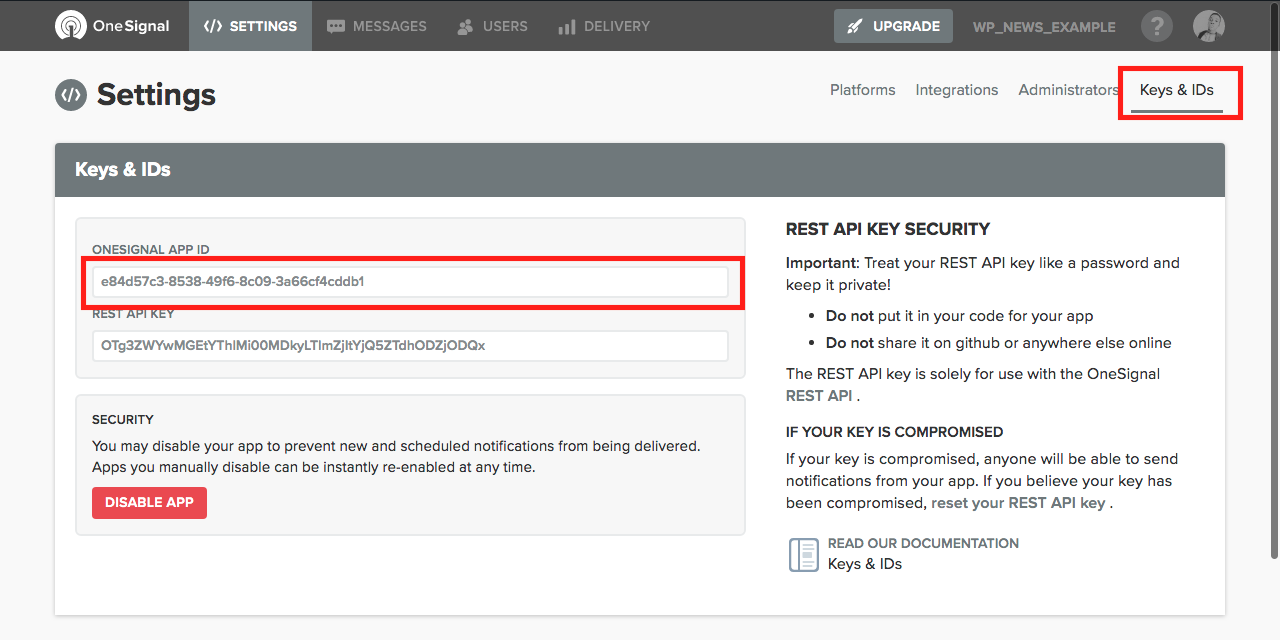 OneSignal
SETTINGS
MESSAGES
USERS
DELIVERY
UPGRADE
WP_NEWS_EXAMPLE
?
Settings
Platforms
Integrations
Administrators
Keys & IDs
Keys & IDs
ONESIGNAL APP ID
e84d57c3-8538-49f6-8c09-3a66cf4cddb1
REST API KEY
OTg3ZWYwMGEtYThlMi00MDkyLTlmZjItYjQ5ZTdhODZjODQx
SECURITY
You may disable your app to prevent new and scheduled notifications from being delivered.
Apps you manually disable can be instantly re-enabled at any time.
DISABLE APP
REST API KEY SECURITY
Important: Treat your REST API key like a password and
keep it private!
• Do not put it in your code for your app
• Do not share it on github or anywhere else online
The REST API key is solely for use with the OneSignal
REST API .
IF YOUR KEY IS COMPROMISED
If your key is compromised, anyone will be able to send
notifications from your app. If you believe your key has
been compromised, reset your REST API key .
READ OUR DOCUMENTATION
Keys & IDs